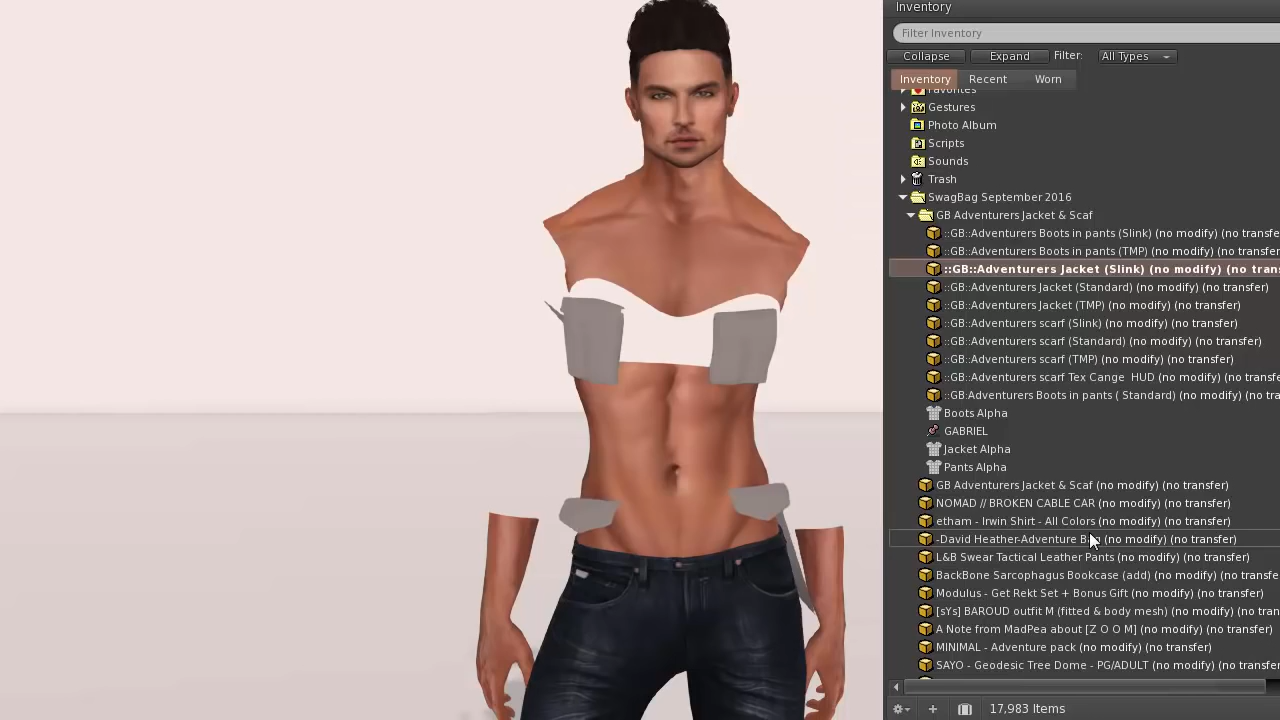 Inventory
Filter Inventory
Collapse Expand Filter: All Types
Inventory Recent Worn
Favorites
Gestures
Photo Album
Scripts
Sounds
Trash
SwagBag September 2016
GB Adventurers Jacket & Scaf
::GB::Adventurers Boots in pants (Slink) (no modify) (no transfe
::GB::Adventurers Boots in pants (TMP) (no modify) (no transfer
::GB::Adventurers Jacket (Slink) (no modify) (no tran
::GB::Adventurers Jacket (Standard) (no modify) (no transfer)
::GB::Adventurers Jacket (TMP) (no modify) (no transfer)
::GB::Adventurers scarf (Slink) (no modify) (no transfer)
::GB::Adventurers scarf (Standard) (no modify) (no transfer)
::GB::Adventurers scarf (TMP) (no modify) (no transfer)
::GB::Adventurers scarf Tex Cange HUD (no modify) (no transfe
::GB:Adventurers Boots in pants ( Standard) (no modify) (no tra
Boots Alpha
GABRIEL
Jacket Alpha
Pants Alpha
GB Adventurers Jacket & Scaf (no modify) (no transfer)
NOMAD // BROKEN CABLE CAR (no modify) (no transfer)
etham - Irwin Shirt - All Colors (no modify) (no transfer)
-David Heather-Adventure (no modify) (no transfer)
L&B Swear Tactical Leather Pants (no modify) (no transfer)
BackBone Sarcophagus Bookcase (add) (no modify) (no transfe
Modulus - Get Rekt Set + Bonus Gift (no modify) (no transfer)
[sYs] BAROUD outfit M (fitted & body mesh) (no modify) (no tran
A Note from MadPea about [Z O O M] (no modify) (no transfer)
MINIMAL - Adventure pack (no modify) (no transfer)
SAYO - Geodesic Tree Dome - PG/ADULT (no modify) (no transfer
17,983 Items